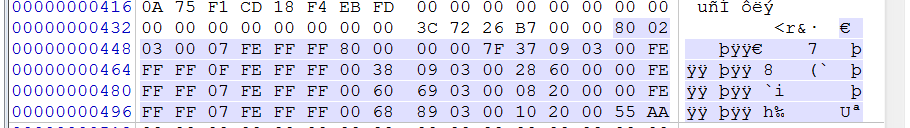 00000000416 0A 75 F1 CD 18 F4 EB FD 00 00 00 00 00 00 00 00 uñÍ ôëý
00000000432 00 00 00 00 00 00 00 00 3C 72 26 B7 00 00 80 02 <r&· €
00000000448 03 00 07 FE FF FF 80 00 00 00 7F 37 09 03 00 FE þÿÿ€ 7 þ
00000000464 FF FF 0F FE FF FF 00 38 09 03 00 28 60 00 00 FE ÿÿ þÿÿ 8 (` þ
00000000480 FF FF 07 FE FF FF 00 60 69 03 00 08 20 00 00 FE ÿÿ þÿÿ `i þ
00000000496 FF FF 07 FE FF FF 00 68 89 03 00 10 20 00 55 AA ÿÿ þÿÿ h‰ Uª